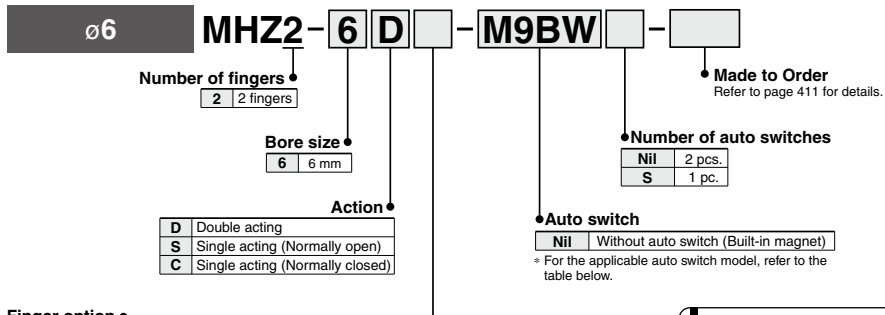 ø6 MHZ2-6D□-M9BW□-□
Number of fingers
2 2 fingers
Made to Order
Refer to page 411 for details.
Bore size
6 6 mm
Number of auto switches
Nil 2 pcs.
S 1 pc.
Action
D Double acting
S Single acting (Normally open)
C Single acting (Normally closed)
Auto switch
Nil Without auto switch (Built-in magnet)
* For the applicable auto switch model, refer to the
table below.
Finger option